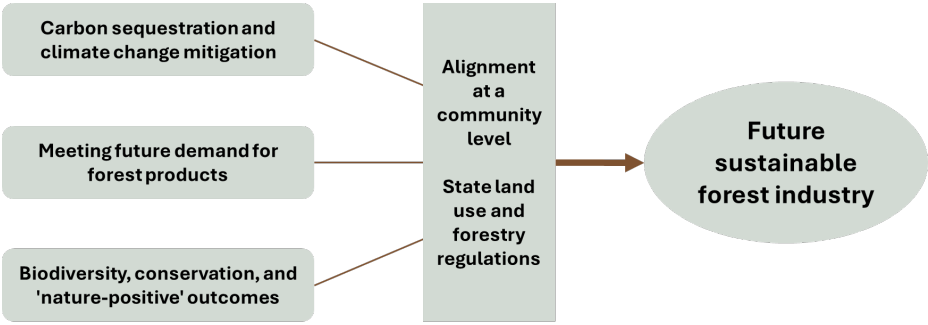 Carbon sequestration and
climate change mitigation
Meeting future demand for
forest products
Biodiversity, conservation, and
'nature-positive' outcomes
Alignment
at a
community
level
State land
use and
forestry
regulations
Future
sustainable
forest industry